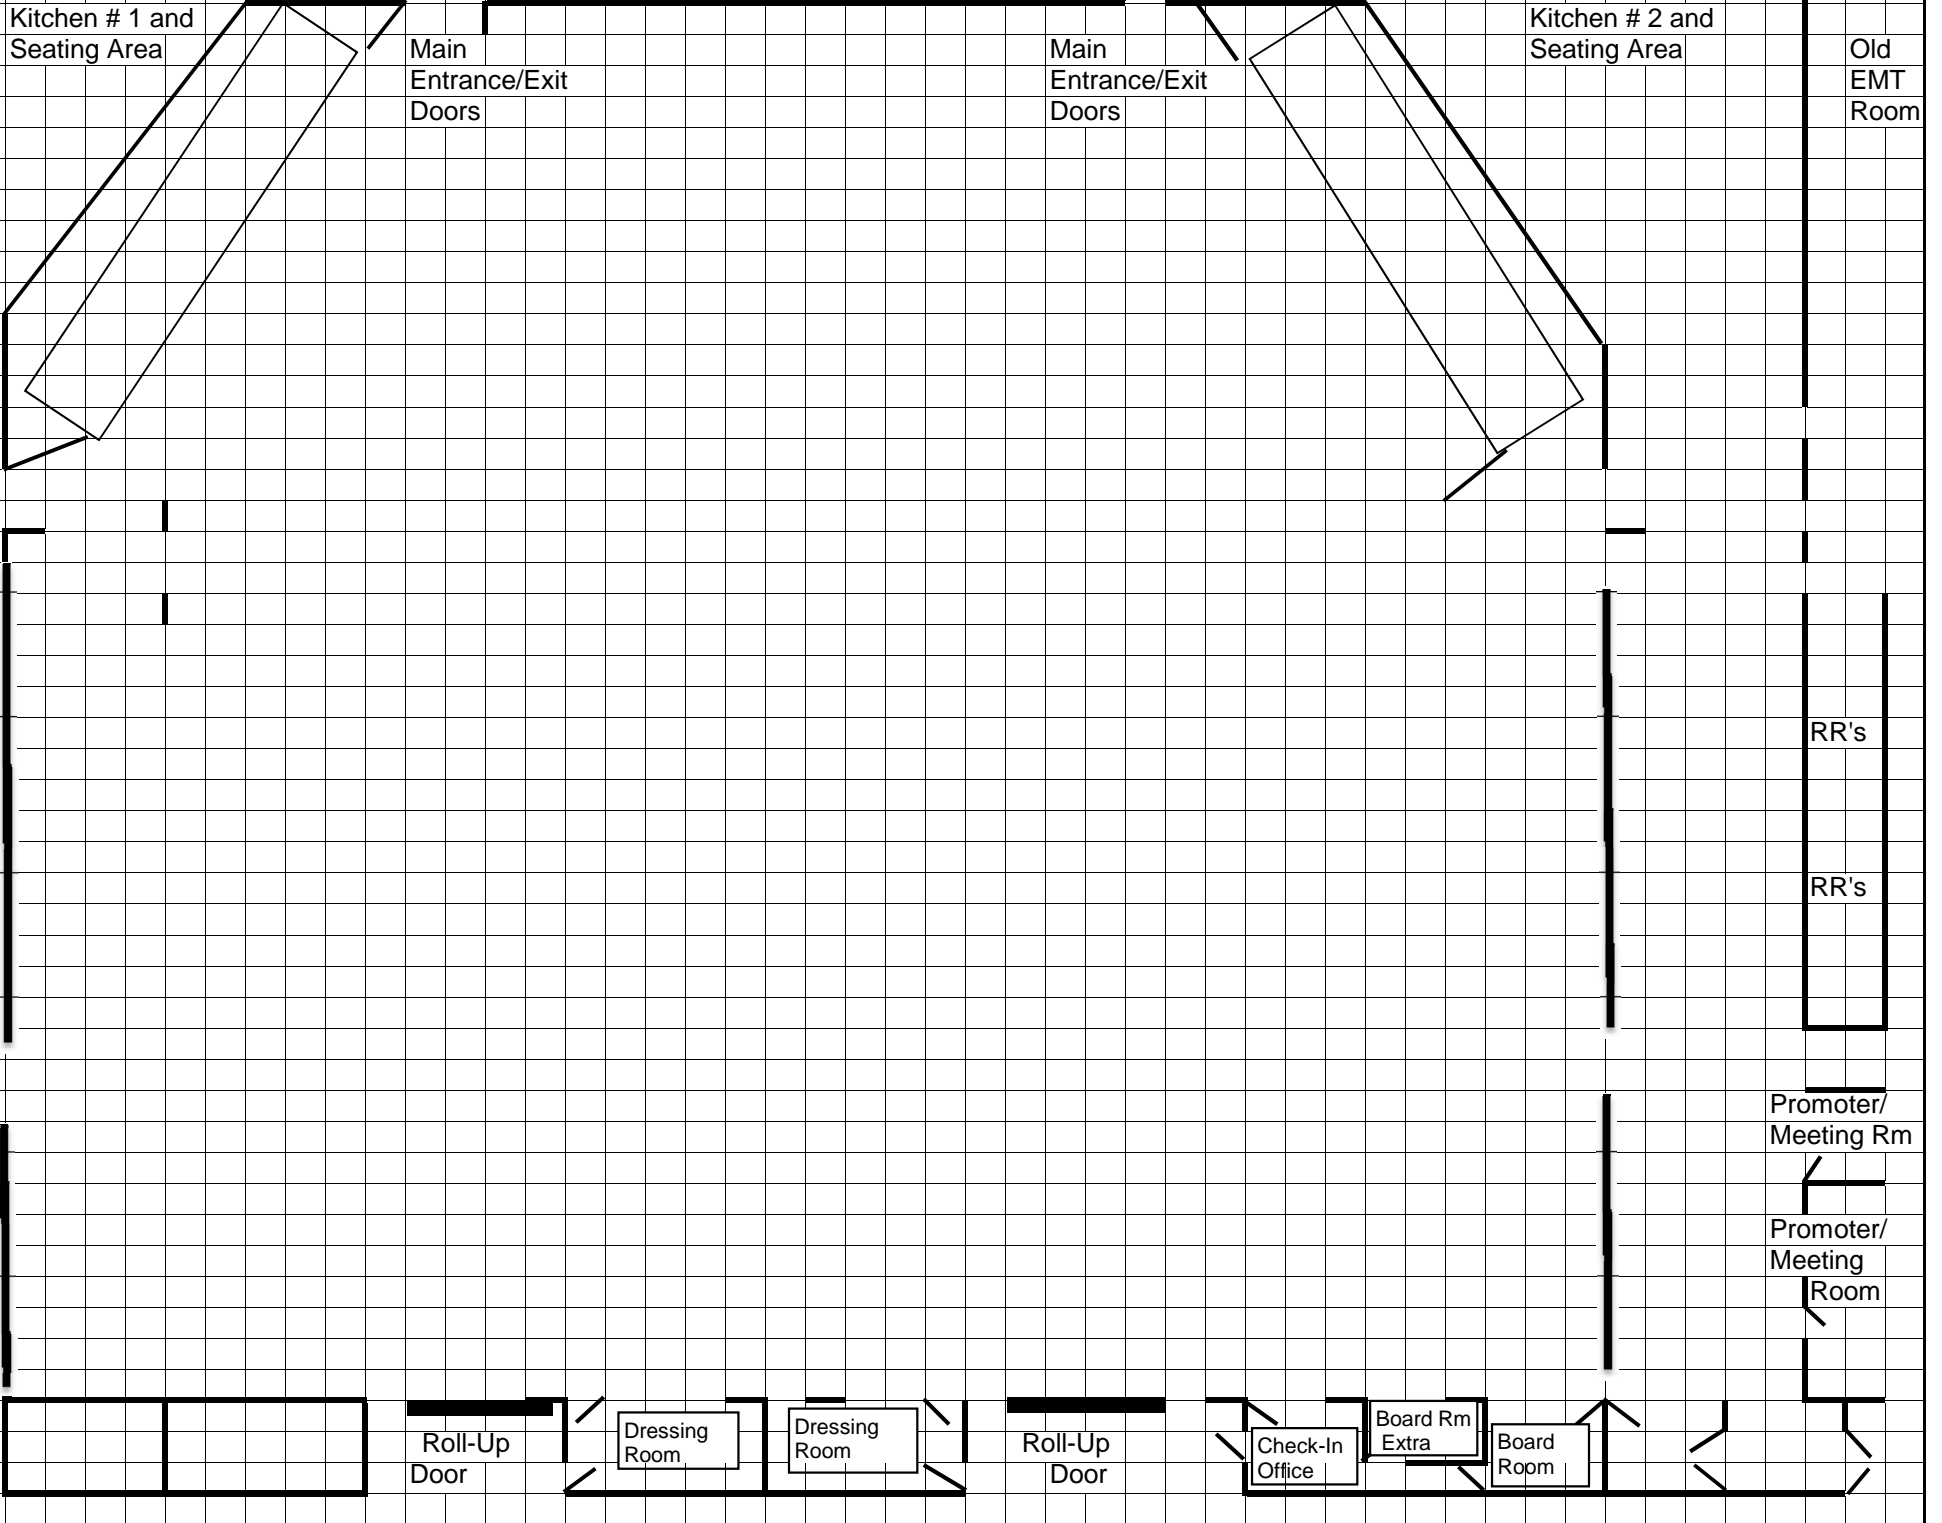 Kitchen # 1 and
Seating Area
Main
Entrance/Exit
Doors
Main
Entrance/Exit
Doors
Kitchen # 2 and
Seating Area
Old
EMT
Room
RR's
RR's
Promoter/
Meeting Rm
Promoter/
Meeting
Room
Roll-Up
Door
Dressing
Room
Dressing
Room
Roll-Up
Door
Check-In
Office
Board Rm
Extra
Board
Room